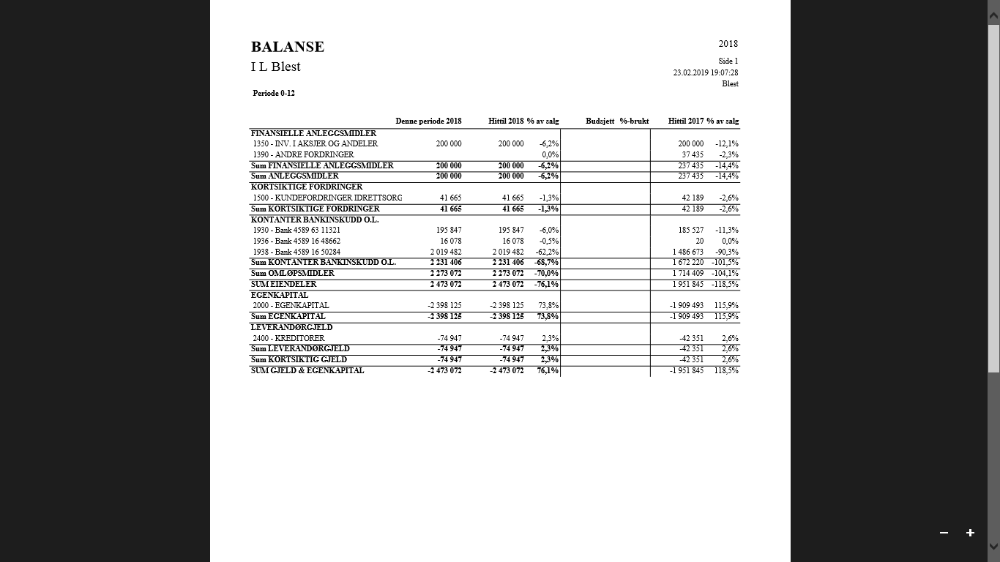 BALANSE
2018
I L Blest
Side 1
23.02.2019 19:07:28
Blest
Periode 0-12
Denne periode 2018 Hittil 2018 % av salg Budsjett %-brukt Hittil 2017 % av salg
FINANSIELLE ANLEGGSMIDLER
1350 - INV. I AKSJER OG ANDELER 200 000 200 000 -6,2% 200 000 -12,1%
1390 - ANDRE FORDRINGER 0,0% 37 435 -2,3%
Sum FINANSIELLE ANLEGGSMIDLER 200 000 200 000 -6,2% 237 435 -14,4%
Sum ANLEGGSMIDLER 200 000 200 000 -6,2% 237 435 -14,4%
KORTSIKTIGE FORDRINGER
1500 - KUNDEFORDRINGER IDRETTSORG 41 665 41 665 -1,3% 42 189 -2,6%
Sum KORTSIKTIGE FORDRINGER 41 665 41 665 -1,3% 42 189 -2,6%
KONTANTER BANKINSKUDD O.L.
1930 - Bank 4589 63 11321 195 847 195 847 -6,0% 185 527 -11,3%
1936 - Bank 4589 16 48662 16 078 16 078 -0,5% 20 0,0%
1938 - Bank 4589 16 50284 2 019 482 2 019 482 -62,2% 1 486 673 -90,3%
Sum KONTANTER BANKINSKUDD O.L. 2 231 406 2 231 406 -68,7% 1 672 220 -101,5%
Sum OMLØPSMIDLER 2 273 072 2 273 072 -70,0% 1 714 409 -104,1%
SUM EIENDELER 2 473 072 2 473 072 -76,1% 1 951 845 -118,5%
EGENKAPITAL
2000 - EGENKAPITAL -2 398 125 -2 398 125 73,8% -1 909 493 115,9%
Sum EGENKAPITAL -2 398 125 -2 398 125 73,8% -1 909 493 115,9%
LEVERANDØRGJELD
2400 - KREDITORER -74 947 -74 947 2,3% -42 351 2,6%
Sum LEVERANDØRGJELD -74 947 -74 947 2,3% -42 351 2,6%
Sum KORTSIKTIG GJELD -74 947 -74 947 2,3% -42 351 2,6%
SUM GJELD & EGENKAPITAL -2 473 072 -2 473 072 76,1% -1 951 845 118,5%